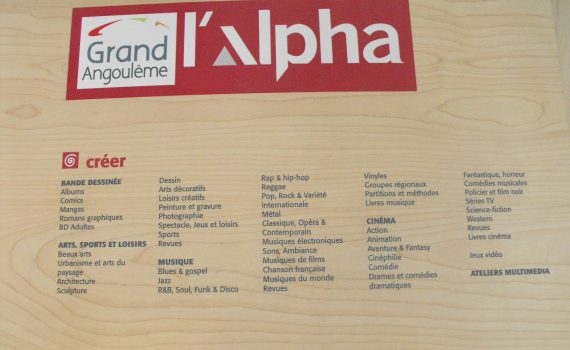 Grand
Angoulême
l'Alpha
créer
BANDE DESSINÉE
Albums
Comics
Mangas
Romans graphiques
BD Adultes
ARTS, SPORTS ET LOISIRS
Beaux arts
Urbanisme et arts du
paysage
Architecture
Sculpture
Dessin
Arts décoratifs
Loisirs créatifs
Peinture et gravure
Photographie
Spectacle, Jeux et loisirs
Sports
Revues
MUSIQUE
Blues & gospel
Jazz
R&B, Soul, Funk & Disco
Rap & hip-hop
Reggae
Pop, Rock & Variété
internationale
Métal
Classique, Opéra &
Contemporain
Musiques électroniques
Sons, Ambiance
Musiques de films
Chanson française
Musiques du monde
Revues
Vinyles
Groupes régionaux
Partitions et méthodes
Livres musique
CINÉMA
Action
Animation
Aventure & Fantasy
Cinéphilie
Comédie
Drames et comédies
dramatiques
Fantastique, horreur
Comédies musicales
Policier et film noir
Séries TV
Science-fiction
Western
Revues
Livres cinéma
Jeux vidéo
ATELIERS MULTIMEDIA